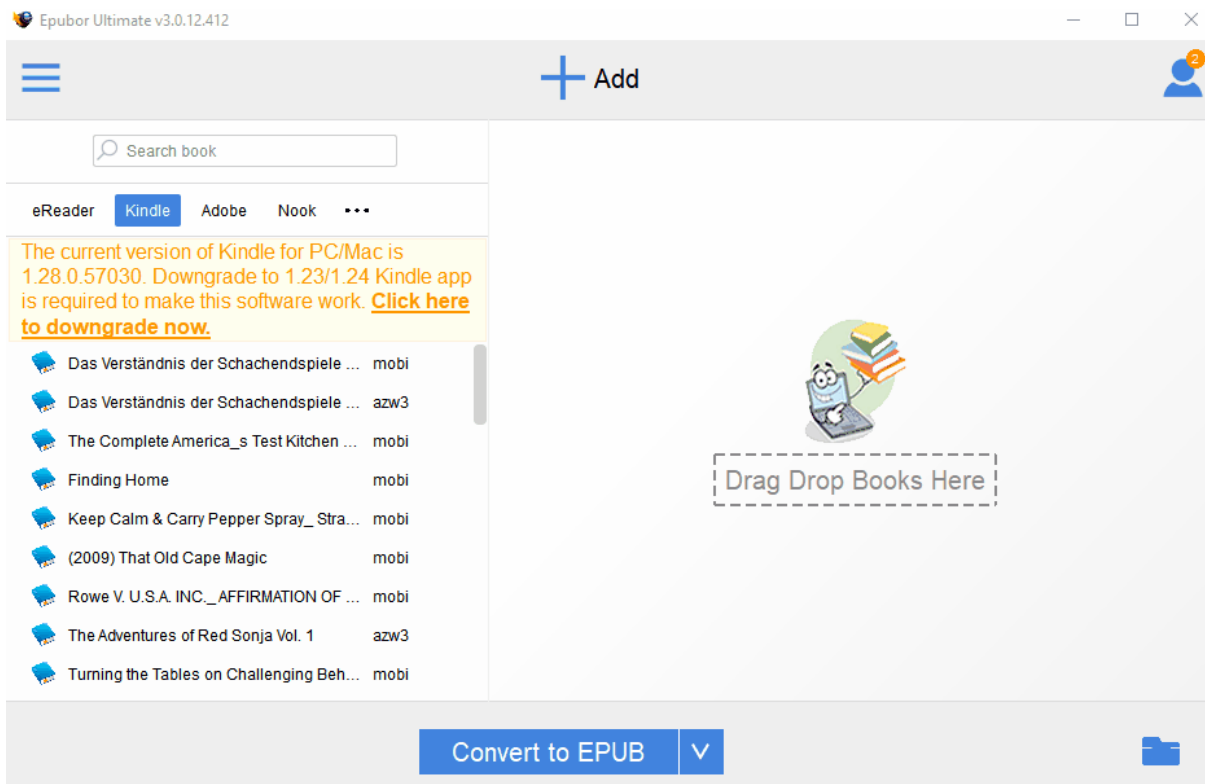 Epubor Ultimate v3.0.12.412
Add
2
Search book
eReader Kindle Adobe Nook •••
The current version of Kindle for PC/Mac is
1.28.0.57030. Downgrade to 1.23/1.24 Kindle app
is required to make this software work. Click here
to downgrade now.
Das Verständnis der Schachendspiele ... mobi
Das Verständnis der Schachendspiele ... azw3
The Complete America_s Test Kitchen ... mobi
Finding Home mobi
Keep Calm & Carry Pepper Spray_ Stra... mobi
(2009) That Old Cape Magic mobi
Rowe V. U.S.A. INC._ AFFIRMATION OF ... mobi
The Adventures of Red Sonja Vol. 1 azw3
Turning the Tables on Challenging Beh... mobi
Drag Drop Books Here
Convert to EPUB